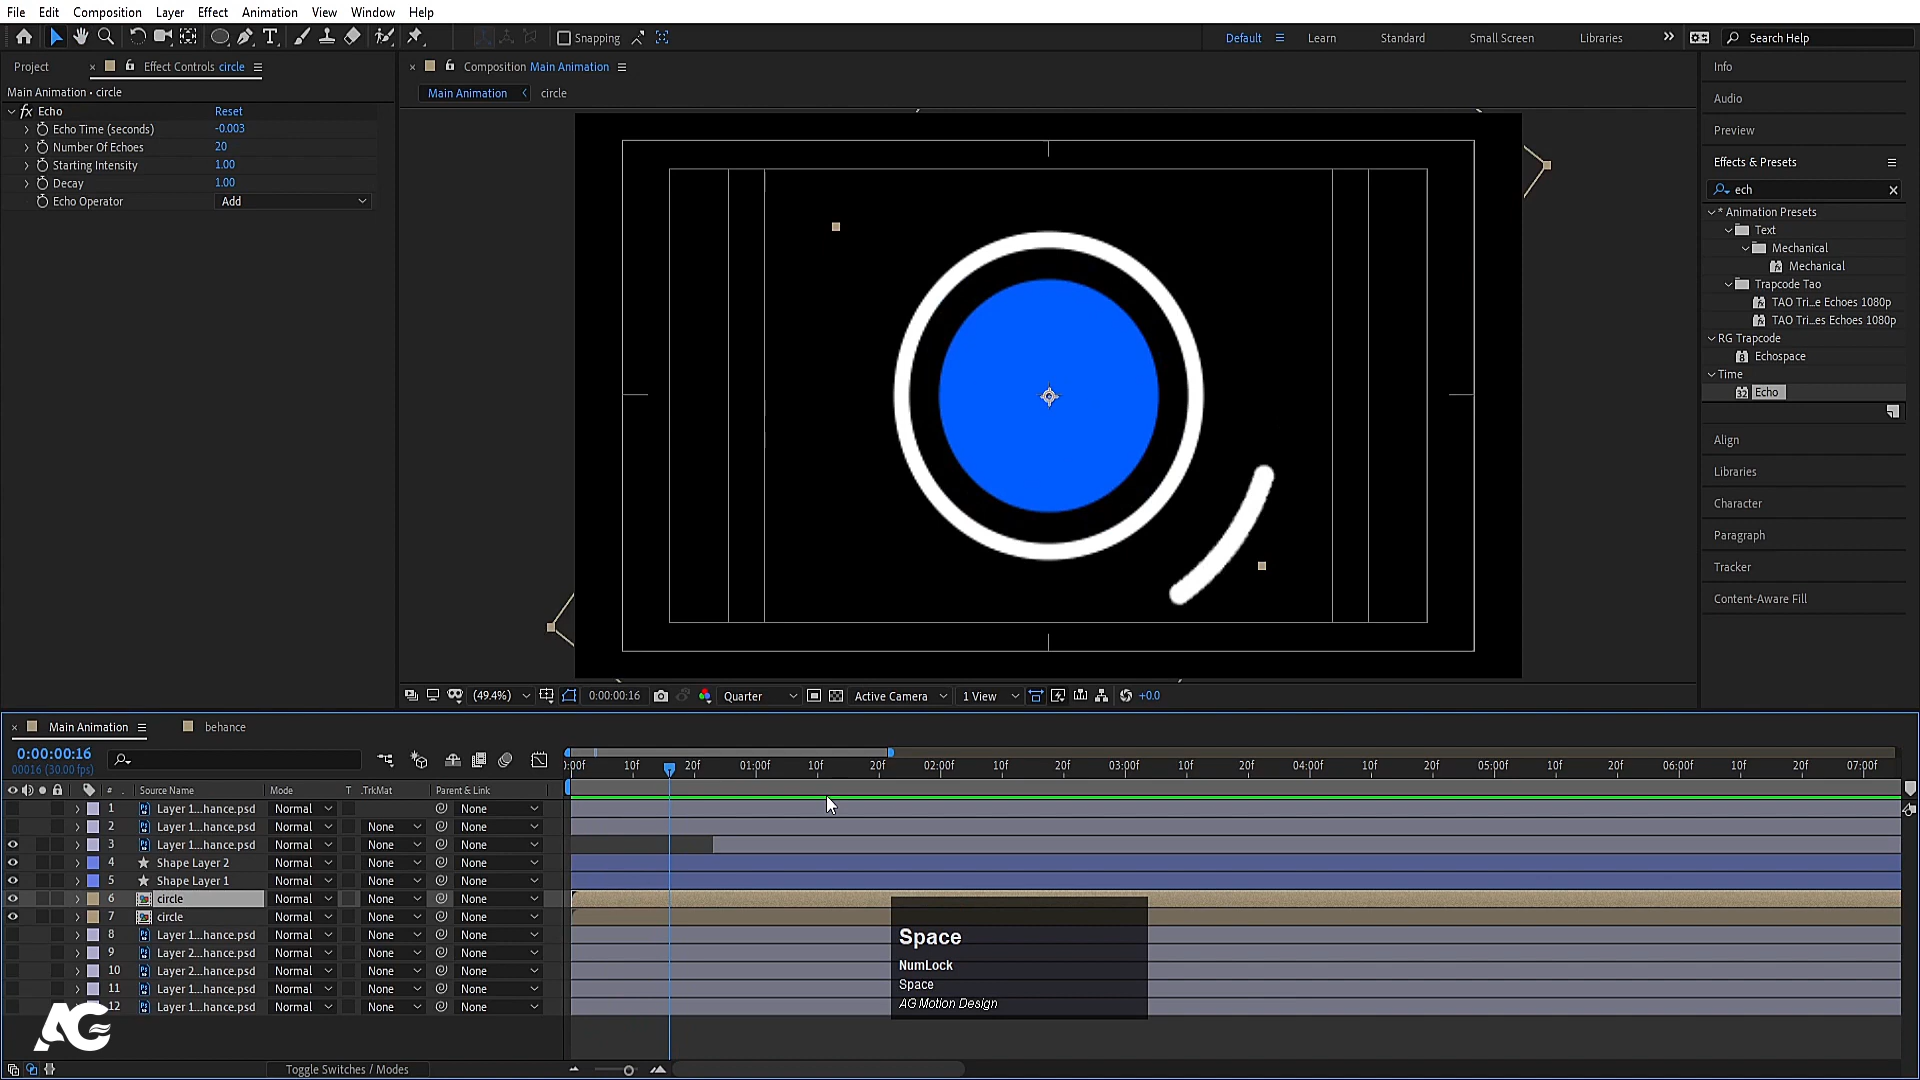 File Edit Composition Layer Effect Animation View Window Help
Snapping Default Learn Standard Small Screen Libraries Search Help
Project Effect Controls circle
Main Animation • circle
fx Echo Reset
Echo Time (seconds) -0.003
Number Of Echoes 20
Starting Intensity 1.00
Decay 1.00
Echo Operator Add
Composition Main Animation
Main Animation circle
(49.4%) 0:00:00:16 Quarter Active Camera 1 View +0.0
Info
Audio
Preview
Effects & Presets
ech
* Animation Presets
Text
Mechanical
Mechanical
Trapcode Tao
TAO Tri...e Echoes 1080p
TAO Tri...es Echoes 1080p
RG Trapcode
Echospace
Time
Echo
Align
Libraries
Character
Paragraph
Tracker
Content-Aware Fill
Main Animation behance
0:00:00:16
00016 (30.00 fps)
):00f 10f 20f 01:00f 10f 20f 02:00f 10f 20f 03:00f 10f 20f 04:00f 10f 20f 05:00f 10f 20f 06:00f 10f 20f 07:00f
# . Source Name Mode T .TrkMat Parent & Link
1 Layer 1...hance.psd Normal None
2 Layer 1...hance.psd Normal None None
3 Layer 1...hance.psd Normal None None
4 Shape Layer 2 Normal None None
5 Shape Layer 1 Normal None None
6 circle Normal None None
7 circle Normal None None
8 Layer 1...hance.psd Normal None None
9 Layer 2...hance.psd Normal None None
10 Layer 2...hance.psd Normal None None
11 Layer 1...hance.psd Normal None None
12 Layer 1...hance.psd Normal None None
Space
NumLock
Space
AG Motion Design
AG
Toggle Switches / Modes